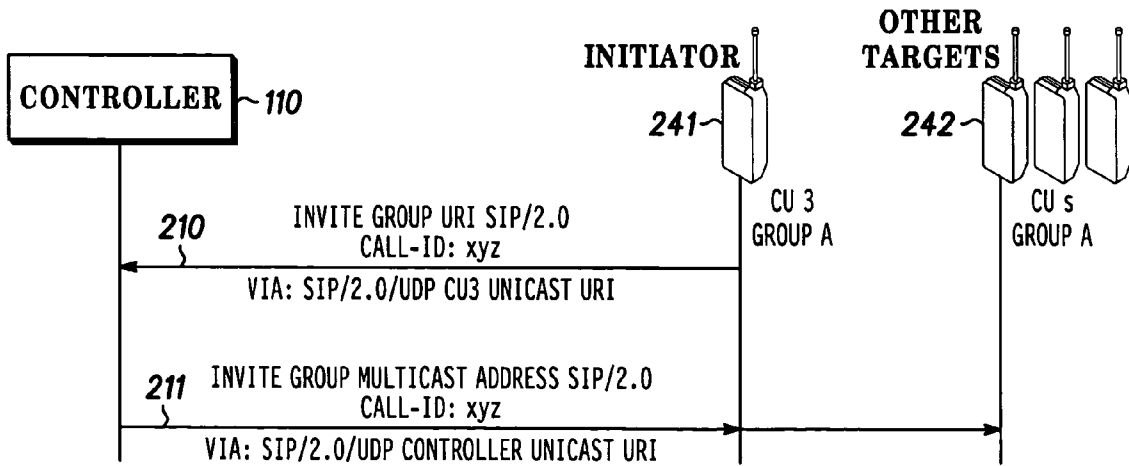 CONTROLLER
110
INITIATOR
241
OTHER
TARGETS
242
CU 3
GROUP A
CU s
GROUP A
210
INVITE GROUP URI SIP/2.0
CALL-ID: xyz
VIA: SIP/2.0/UDP CU3 UNICAST URI
211
INVITE GROUP MULTICAST ADDRESS SIP/2.0
CALL-ID: xyz
VIA: SIP/2.0/UDP CONTROLLER UNICAST URI